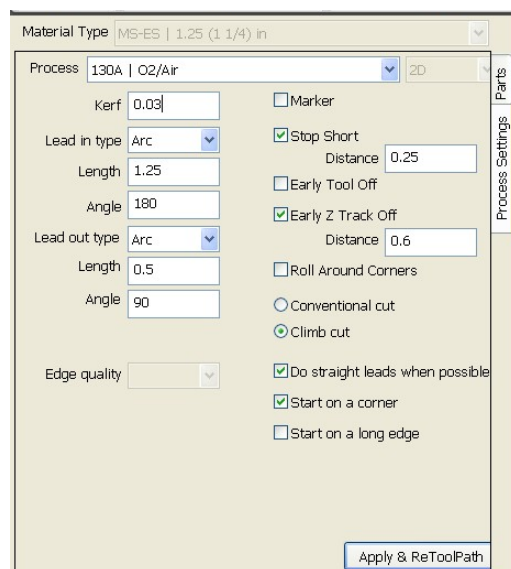 Material Type MS-ES | 1.25 (1 1/4) in
Process 130A | O2/Air 2D
Kerf 0.03
Lead in type Arc
Length 1.25
Angle 180
Lead out type Arc
Length 0.5
Angle 90
Edge quality
Marker
Stop Short
Distance 0.25
Early Tool Off
Early Z Track Off
Distance 0.6
Roll Around Corners
Conventional cut
Climb cut
Do straight leads when possible
Start on a corner
Start on a long edge
Apply & ReToolPath
Parts
Process Settings